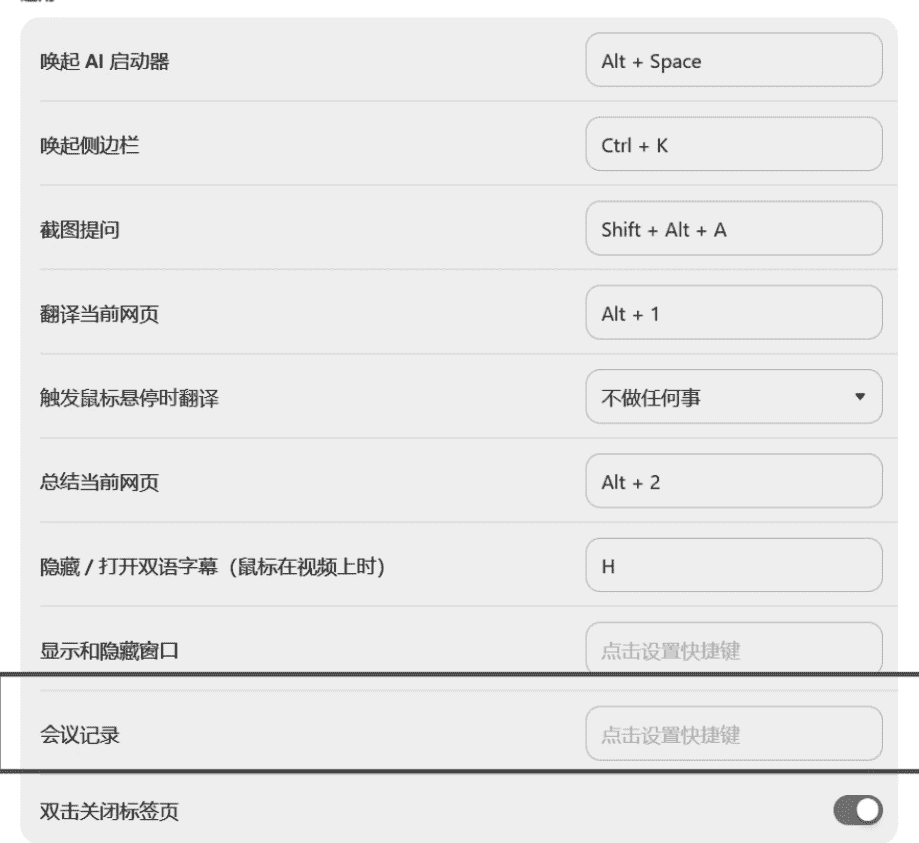 唤起 AI 启动器
Alt + Space
唤起侧边栏
Ctrl + K
截图提问
Shift + Alt + A
翻译当前网页
Alt + 1
触发鼠标悬停时翻译
不做任何事
总结当前网页
Alt + 2
隐藏 / 打开双语字幕（鼠标在视频上时）
H
显示和隐藏窗口
点击设置快捷键
会议记录
点击设置快捷键
双击关闭标签页